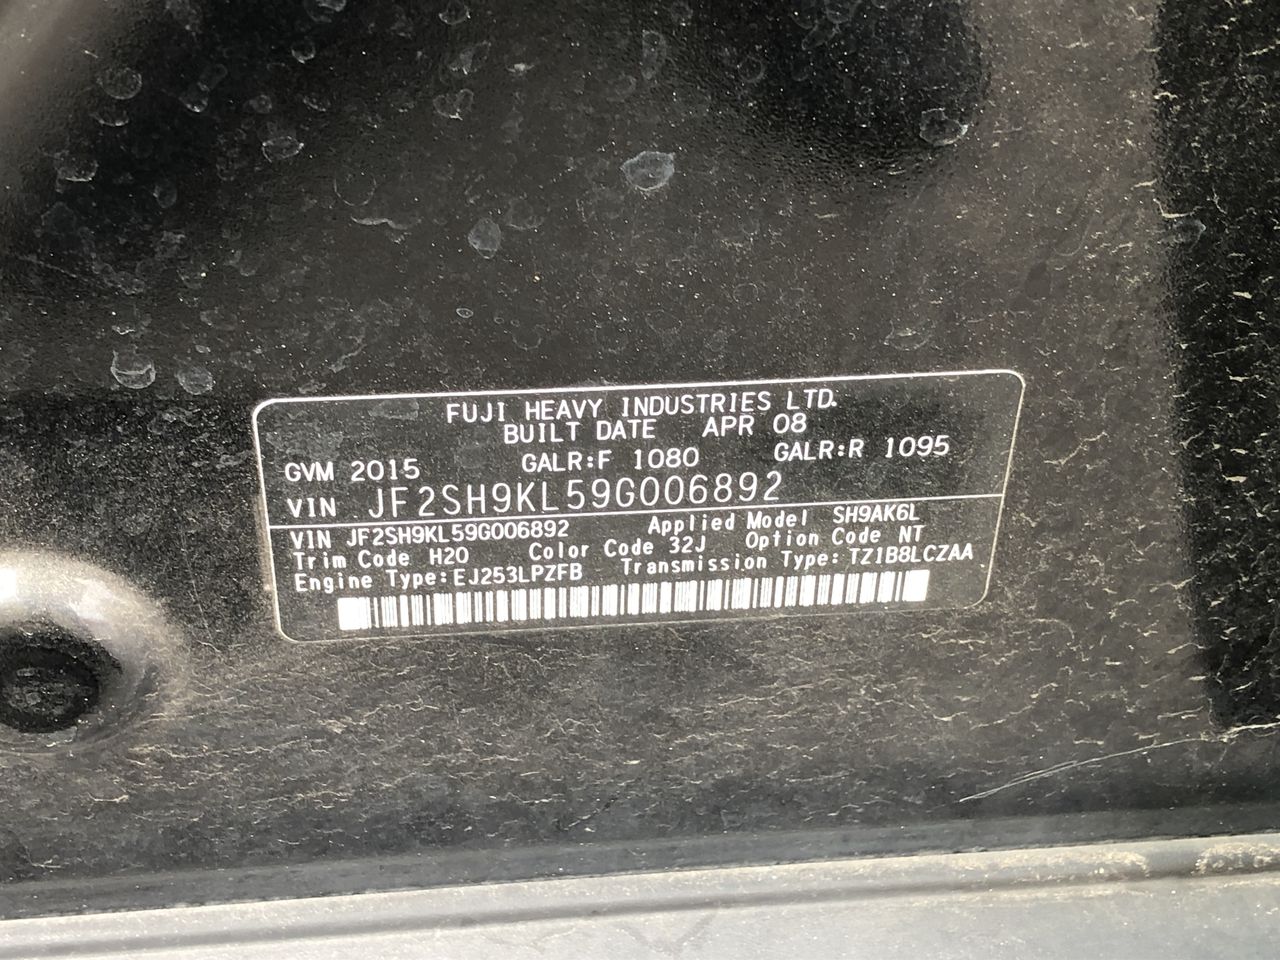 FUJI HEAVY INDUSTRIES LTD.
BUILT DATE APR 08
GVM 2015 GALR:F 1080 GALR:R 1095
VIN JF2SH9KL59G006892
VIN JF2SH9KL59G006892 Applied Model SH9AK6L
Trim Code H20 Color Code 32J Option Code NT
Engine Type:EJ253LPZFB Transmission Type:TZ1B8LCZAA